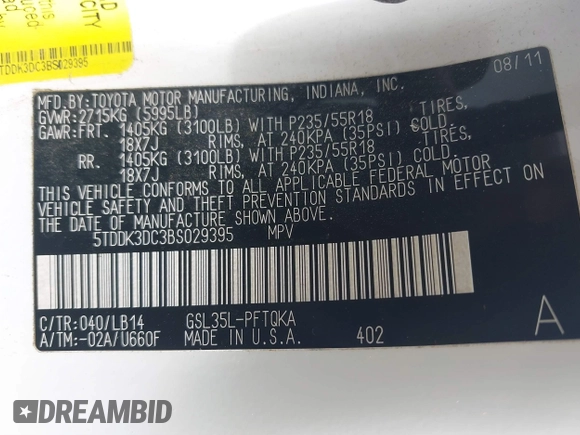 TDDK3DC3BS029395
CITY
08/11
MFD.BY:TOYOTA MOTOR MANUFACTURING, INDIANA, INC.
GVWR:2715KG (5995LB)
GAWR:FRT. 1405KG (3100LB) WITH P235/55R18 TIRES,
18X7J RIMS, AT 240KPA (35PSI) COLD.
RR. 1405KG (3100LB) WITH P235/55R18 TIRES,
18X7J RIMS, AT 240KPA (35PSI) COLD.
THIS VEHICLE CONFORMS TO ALL APPLICABLE FEDERAL MOTOR
VEHICLE SAFETY AND THEFT PREVENTION STANDARDS IN EFFECT ON
THE DATE OF MANUFACTURE SHOWN ABOVE.
5TDDK3DC3BS029395 MPV
C/TR:040/LB14 GSL35L-PFTQKA A
A/TM:-02A/U660F MADE IN U.S.A. 402
DREAMBID